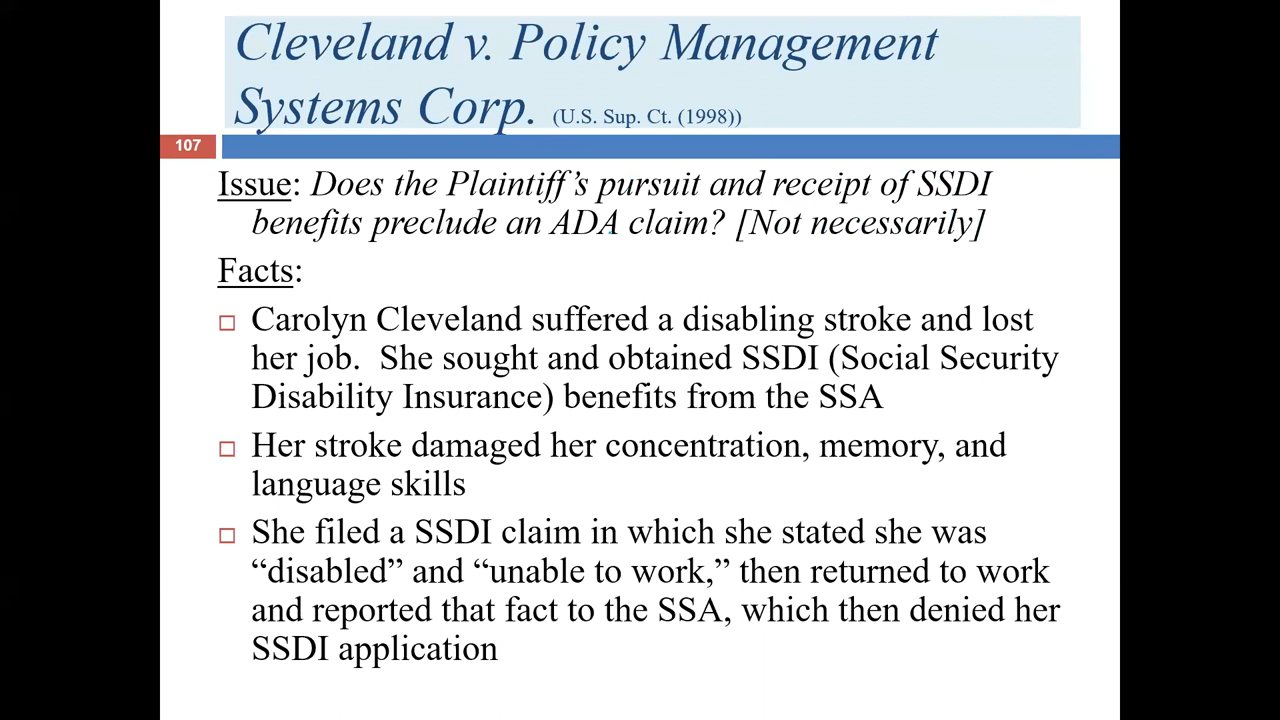 Cleveland v. Policy Management
Systems Corp. (U.S. Sup. Ct. (1998))
107
Issue: Does the Plaintiff’s pursuit and receipt of SSDI
benefits preclude an ADA claim? [Not necessarily]
Facts:
Carolyn Cleveland suffered a disabling stroke and lost
her job.  She sought and obtained SSDI (Social Security
Disability Insurance) benefits from the SSA
Her stroke damaged her concentration, memory, and
language skills
She filed a SSDI claim in which she stated she was
“disabled” and “unable to work,” then returned to work
and reported that fact to the SSA, which then denied her
SSDI application